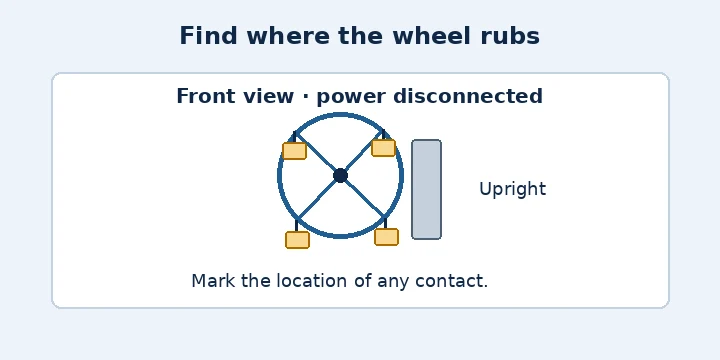 Find where the wheel rubs
Front view · power disconnected
Upright
Mark the location of any contact.